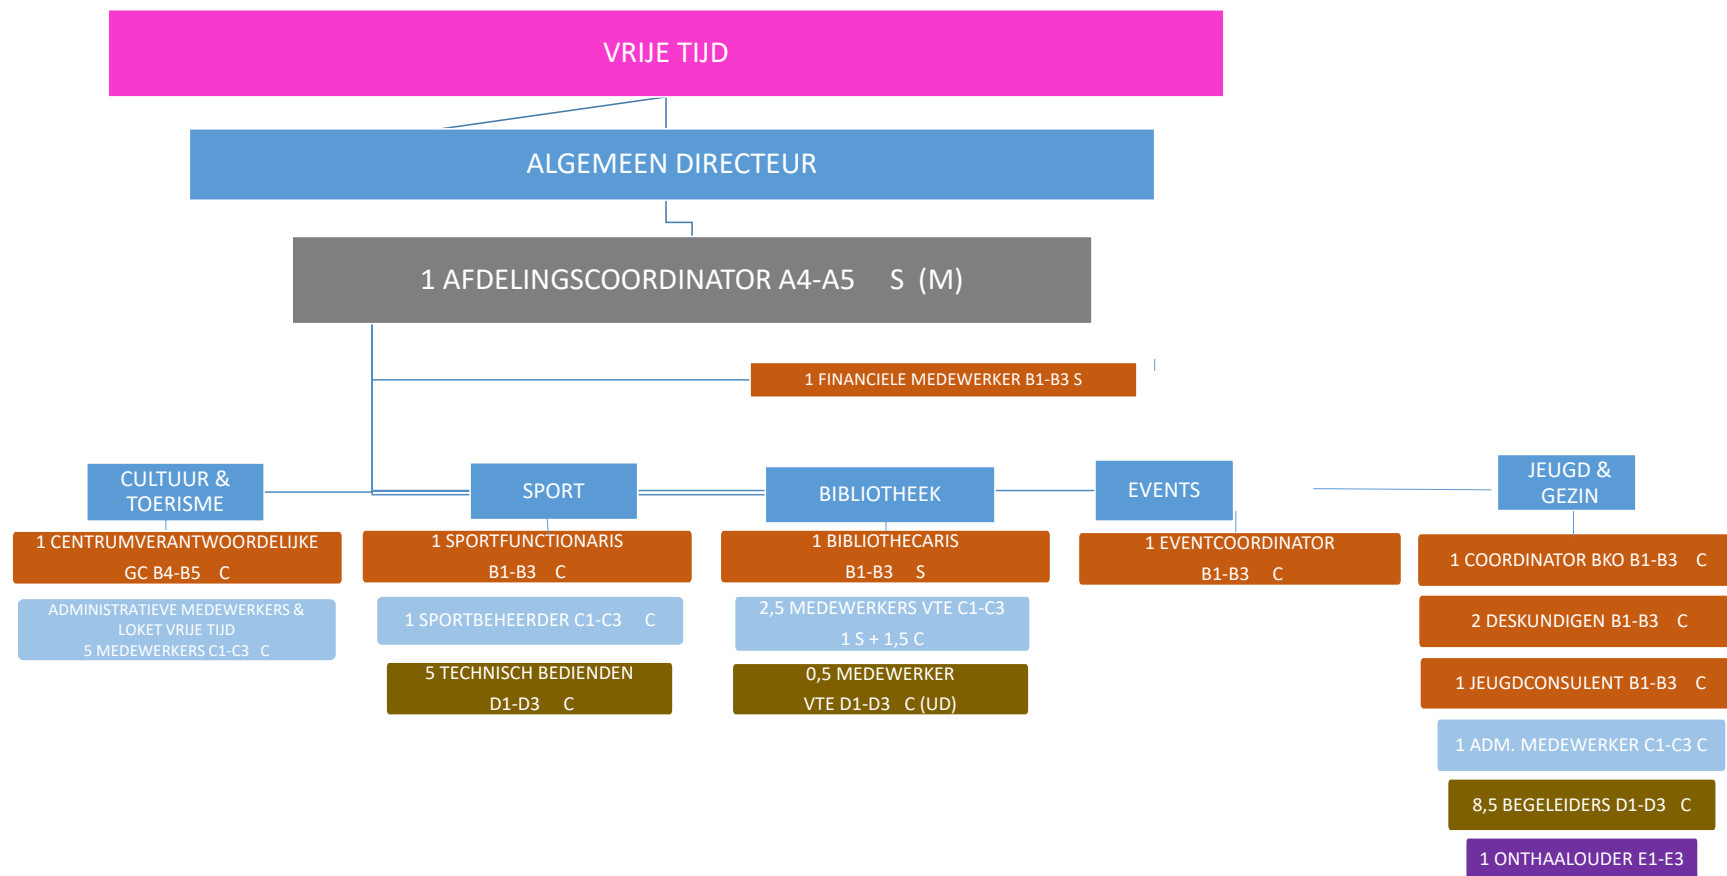 VRIJE TIJD
ALGEMEEN DIRECTEUR
1 AFDELINGSCOORDINATOR A4-A5 S (M)
1 FINANCIELE MEDEWERKER B1-B3 S
CULTUUR &
TOERISME
1 CENTRUMVERANTWOORDELIJKE
GC B4-B5 C
ADMINISTRATIEVE MEDEWERKERS &
LOKET VRIJE TIJD
5 MEDEWERKERS C1-C3 C
SPORT
1 SPORTFUNCTIONARIS
B1-B3 C
1 SPORTBEHEERDER C1-C3 C
5 TECHNISCH BEDIENDEN
D1-D3 C
BIBLIOTHEEK
1 BIBLIOTHECARIS
B1-B3 S
2,5 MEDEWERKERS VTE C1-C3
1 S + 1,5 C
0,5 MEDEWERKER
VTE D1-D3 C (UD)
EVENTS
1 EVENTCOORDINATOR
B1-B3 C
JEUGD &
GEZIN
1 COORDINATOR BKO B1-B3 C
2 DESKUNDIGEN B1-B3 C
1 JEUGDCONSULENT B1-B3 C
1 ADM. MEDEWERKER C1-C3 C
8,5 BEGELEIDERS D1-D3 C
1 ONTHAALOUDER E1-E3